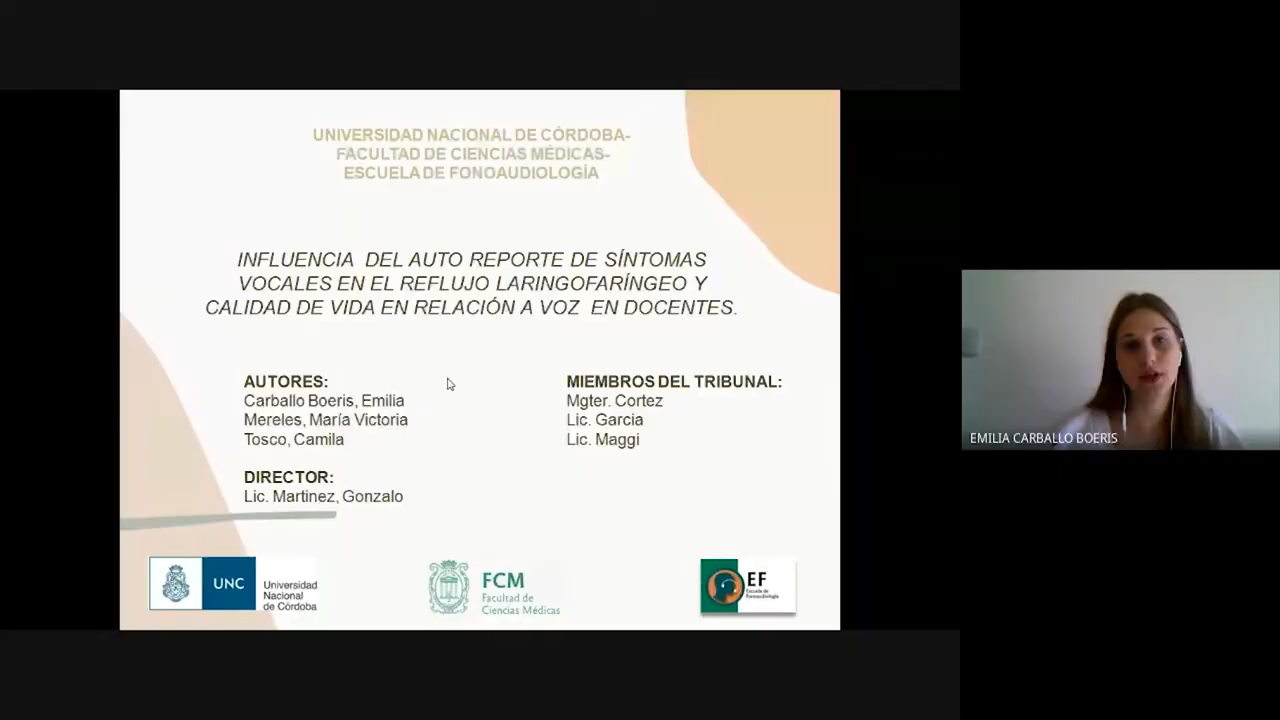 UNIVERSIDAD NACIONAL DE CÓRDOBA-
FACULTAD DE CIENCIAS MÉDICAS-
ESCUELA DE FONOAUDIOLOGÍA
INFLUENCIA DEL AUTO REPORTE DE SÍNTOMAS
VOCALES EN EL REFLUJO LARINGOFARÍNGEO Y
CALIDAD DE VIDA EN RELACIÓN A VOZ EN DOCENTES.
AUTORES:
Carballo Boeris, Emilia
Mereles, María Victoria
Tosco, Camila
DIRECTOR:
Lic. Martinez, Gonzalo
MIEMBROS DEL TRIBUNAL:
Mgter. Cortez
Lic. Garcia
Lic. Maggi
UNC
Universidad
Nacional
de Córdoba
FCM
Facultad de
Ciencias Médicas
EF
Escuela de
Fonoaudiología
EMILIA CARBALLO BOERIS